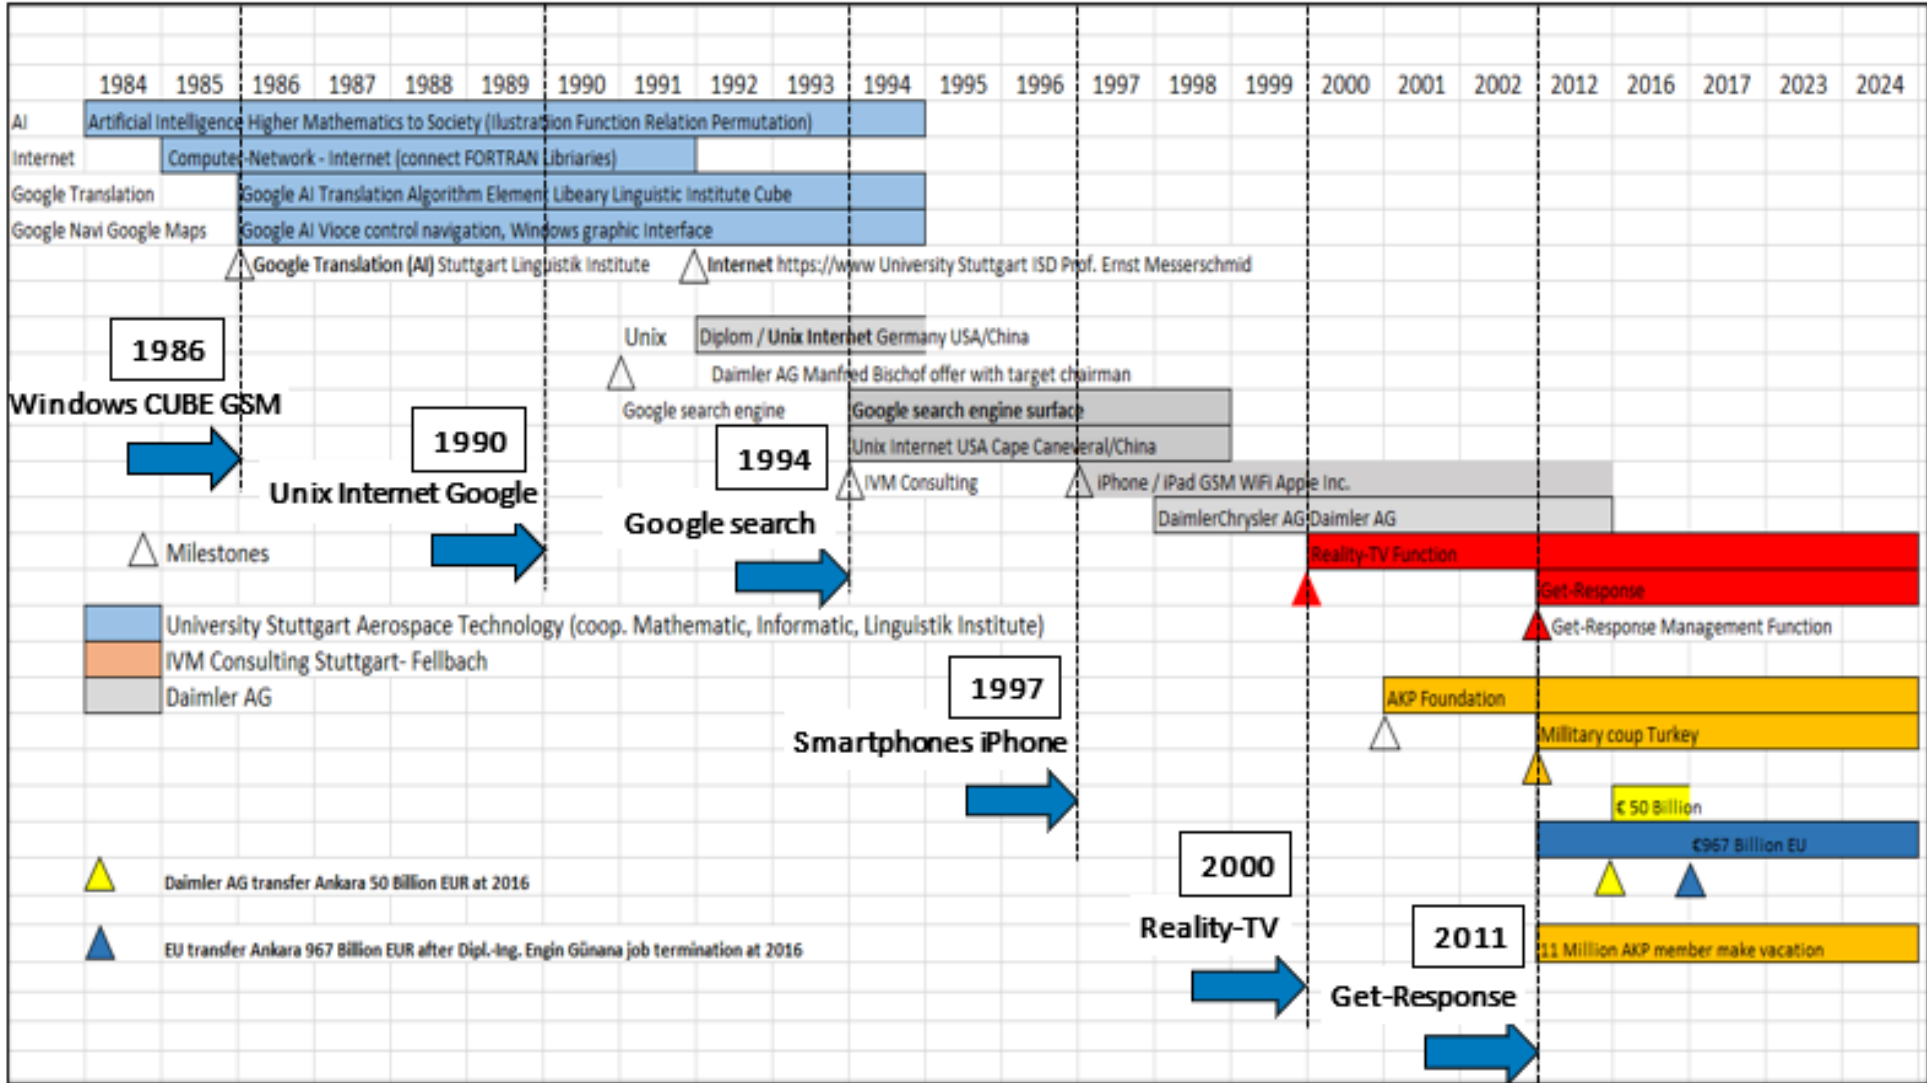 1984 1985 1986 1987 1988 1989 1990 1991 1992 1993 1994 1995 1996 1997 1998 1999 2000 2001 2002 2012 2016 2017 2023 2024
AI Artificial Intelligence Higher Mathematics to Society (Ilustration Function Relation Permutation)
Internet Computer-Network - Internet (connect FORTRAN Libriaries)
Google Translation Google AI Translation Algorithm Element Libeary Linguistic Institute Cube
Google Navi Google Maps Google AI Vioce control navigation, Windows graphic Interface
Google Translation (AI) Stuttgart Linguistik Institute Internet https://www University Stuttgart ISD Prof. Ernst Messerschmid
1986 Unix Diplom / Unix Internet Germany USA/China
Daimler AG Manfred Bischof offer with target chairman
Windows CUBE GSM Google search engine Google search engine surface
1990 1994 Unix Internet USA Cape Caneveral/China
Unix Internet Google IVM Consulting iPhone / iPad GSM WiFi Apple Inc.
Google search DaimlerChrysler AG Daimler AG
Milestones Reality-TV Function
Get-Response
University Stuttgart Aerospace Technology (coop. Mathematic, Informatic, Linguistik Institute) Get-Response Management Function
IVM Consulting Stuttgart- Fellbach
Daimler AG 1997 AKP Foundation
Smartphones iPhone Millitary coup Turkey
€ 50 Billion
€967 Billion EU
Daimler AG transfer Ankara 50 Billion EUR at 2016 2000
Reality-TV 2011
EU transfer Ankara 967 Billion EUR after Dipl.-Ing. Engin Günana job termination at 2016 11 Million AKP member make vacation
Get-Response